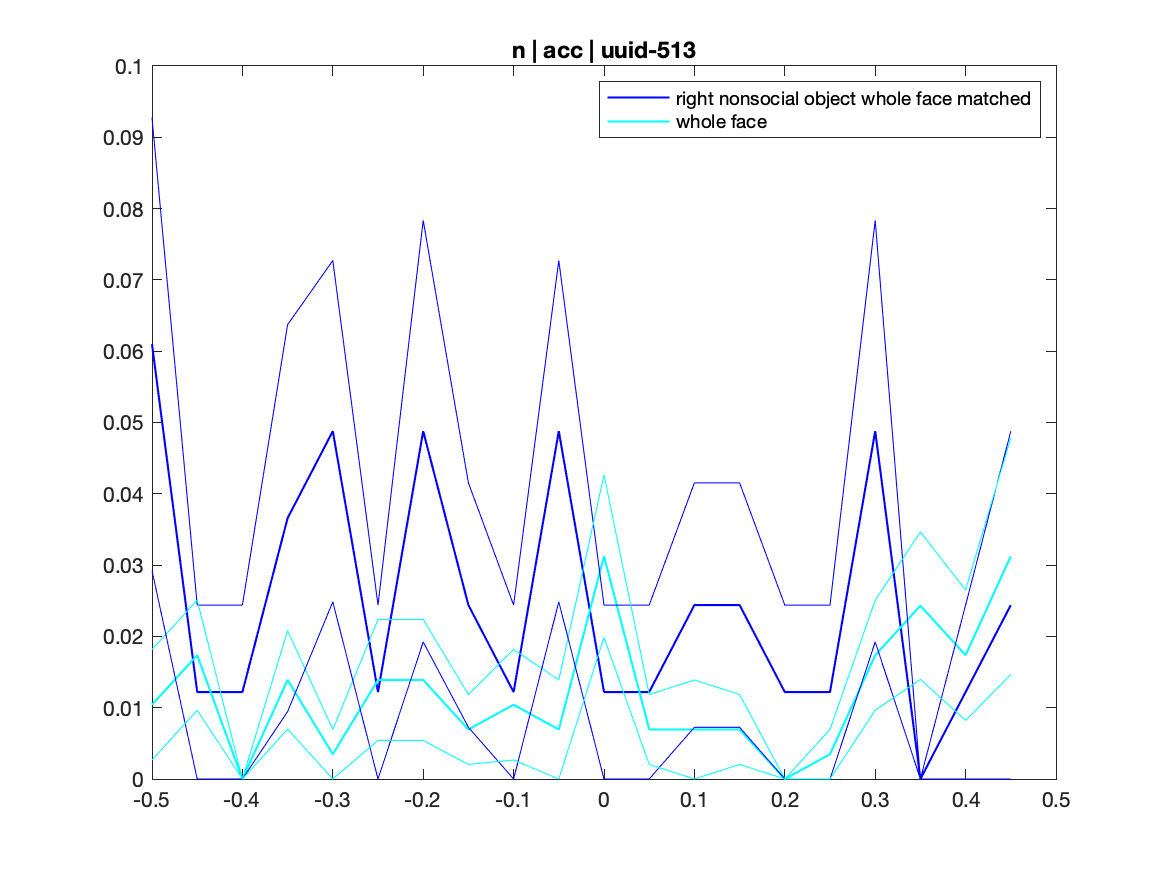 n | acc | uuid-513
right nonsocial object whole face matched
whole face
0.1
0.09
0.08
0.07
0.06
0.05
0.04
0.03
0.02
0.01
0
-0.5 -0.4 -0.3 -0.2 -0.1 0 0.1 0.2 0.3 0.4 0.5